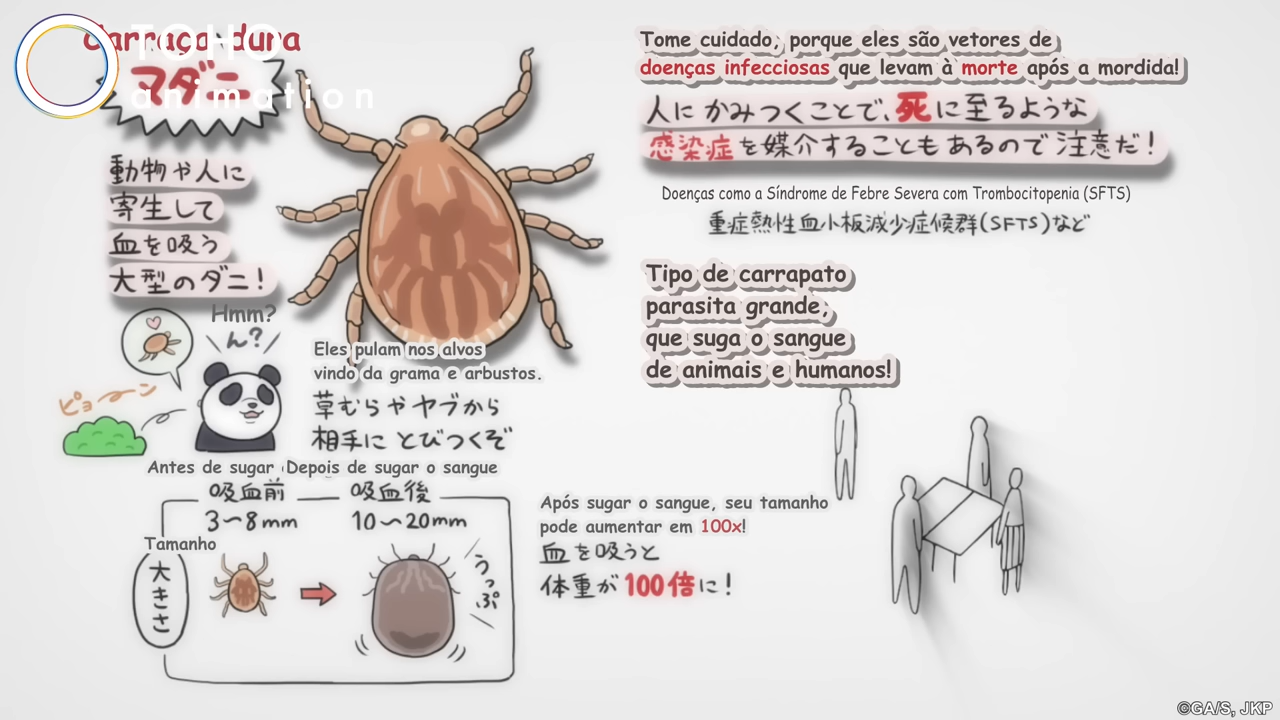 Carraça dura
TOHO
animation
マダニ
動物や人に
寄生して
血を吸う
大型のダニ!
Tome cuidado, porque eles são vetores de
doenças infecciosas que levam à morte após a mordida!
人にかみつくことで、死に至るような
感染症を媒介することもあるので注意だ!
Doenças como a Síndrome de Febre Severa com Trombocitopenia (SFTS)
重症熱性血小板減少症候群(SFTS)など
Tipo de carrapato
parasita grande,
que suga o sangue
de animais e humanos!
Hmm?
ん?
ピョーン
Eles pulam nos alvos
vindo da grama e arbustos.
草むらやヤブから
相手にとびつくぞ
Antes de sugar
Depois de sugar o sangue
吸血前
吸血後
3〜8mm
10〜20mm
Tamanho
大きさ
うっぷ
Após sugar o sangue, seu tamanho
pode aumentar em 100x!
血を吸うと
体重が100倍に!
©GA/S, JKP